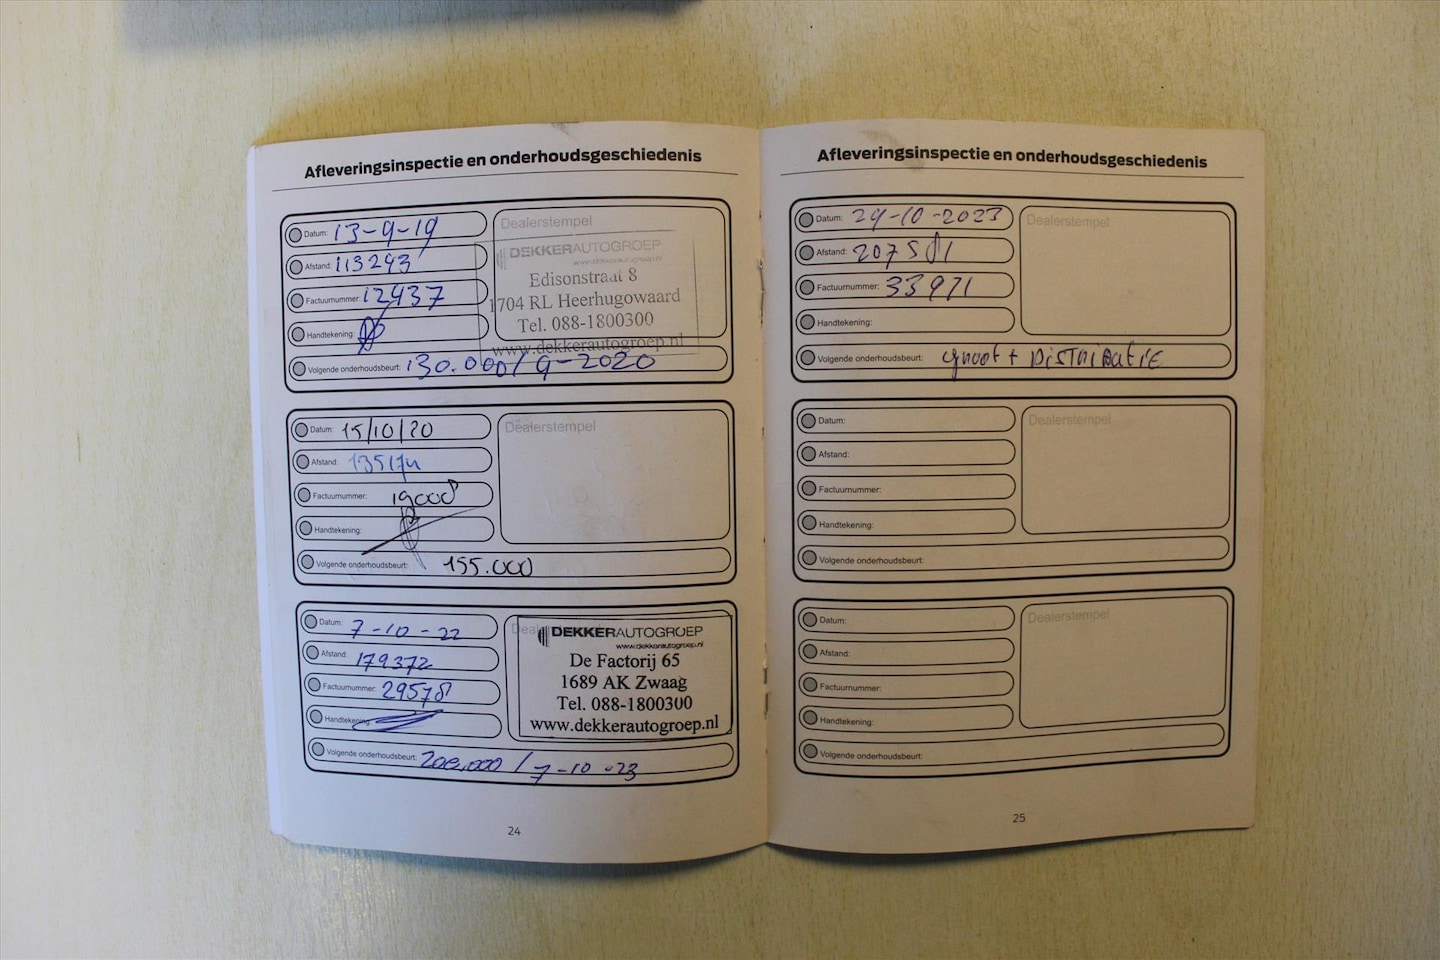 Afleveringsinspectie en onderhoudsgeschiedenis
Datum: 13-9-19
Afstand: 113243
Factuurnummer: 12437
Handtekening:
Volgende onderhoudsbeurt: 130.000/9-2020
Dealerstempel
DEKKERAUTOGROEP
www.dekkerautogroep.nl
Edisonstraat 8
1704 RL Heerhugowaard
Tel. 088-1800300
www.dekkerautogroep.nl
Datum: 15/10/20
Afstand:
Factuurnummer: 19008
Handtekening:
Volgende onderhoudsbeurt: 155.000
Dealerstempel
Datum: 7-10-22
Afstand: 179372
Factuurnummer: 29578
Handtekening:
Volgende onderhoudsbeurt: 200.000 / 7-10-23
DEKKERAUTOGROEP
www.dekkerautogroep.nl
De Factorij 65
1689 AK Zwaag
Tel. 088-1800300
www.dekkerautogroep.nl
24
Afleveringsinspectie en onderhoudsgeschiedenis
Datum: 24-10-2023
Afstand:
Factuurnummer: 33971
Handtekening:
Volgende onderhoudsbeurt: groot + DISTRIBUTIE
Dealerstempel
Datum:
Afstand:
Factuurnummer:
Handtekening:
Volgende onderhoudsbeurt:
Dealerstempel
Datum:
Afstand:
Factuurnummer:
Handtekening:
Volgende onderhoudsbeurt:
Dealerstempel
25